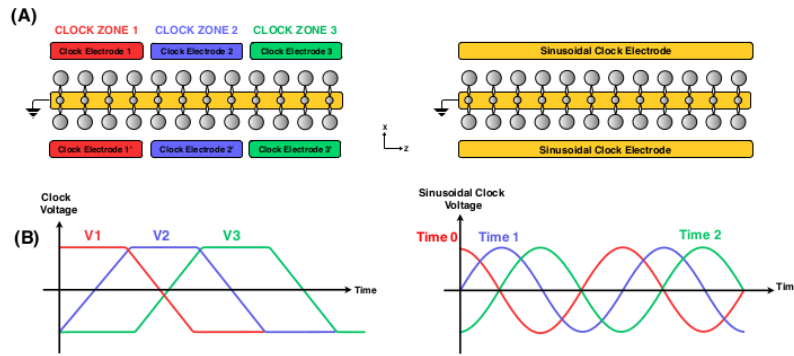 (A)
CLOCK ZONE 1 CLOCK ZONE 2 CLOCK ZONE 3
Clock Electrode 1 Clock Electrode 2 Clock Electrode 3
Sinusoidal Clock Electrode
x
z
Clock Electrode 1' Clock Electrode 2' Clock Electrode 3'
Sinusoidal Clock Electrode
(B)
Clock
Voltage
V1 V2 V3
Time
Sinusoidal Clock
Voltage
Time 0 Time 1 Time 2
Tim